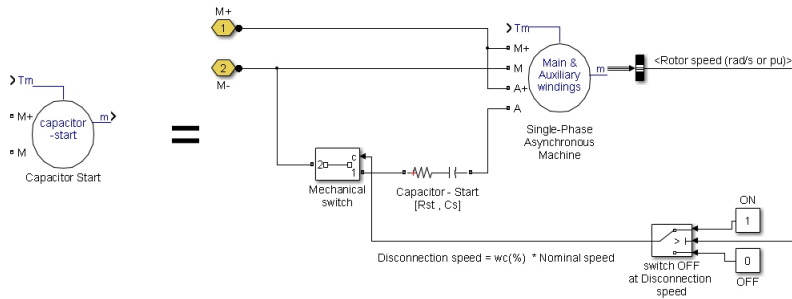 M+
1
2
M-
Tm
M+
M
A+
A
Main &
Auxiliary
windings
m
<Rotor speed (rad/s or pu)>
Single-Phase
Asynchronous
Machine
Tm
M+
M
capacitor
-start
m
Capacitor Start
=
2
c
1
Mechanical
switch
Capacitor - Start
[Rst , Cs]
Disconnection speed = wc(%) * Nominal speed
>
switch OFF
at Disconnection
speed
ON
1
0
OFF